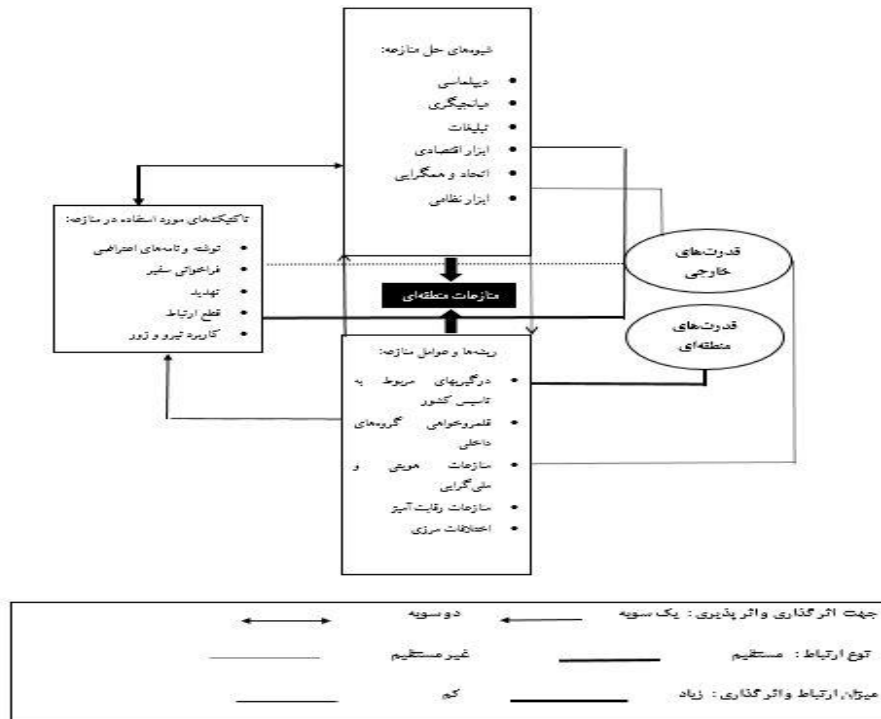 شیوه‌های حل منازعه:
دیپلماسی
میانجیگری
تبلیغات
ابزار اقتصادی
اتحاد و همگرایی
ابزار نظامی
تاکتیک‌های مورد استفاده در منازعه:
نوشته و نامه‌های اعتراضی
فراخوانی سفیر
تهدید
قطع ارتباط
کاربرد نیرو و زور
قدرت‌های
خارجی
منازعات منطقه‌ای
قدرت‌های
منطقه‌ای
ریشه‌ها و عوامل منازعه:
درگیریهای مربوط به
تاسیس کشور
قلمروخواهی گروه‌های
داخلی
منازعات هویتی و
ملی‌گرایی
منازعات رقابت آمیز
اختلافات مرزی
جهت اثرگذاری و اثرپذیری: یک سویه دو سویه
نوع ارتباط: مستقیم غیر مستقیم
میزان ارتباط و اثرگذاری: زیاد کم